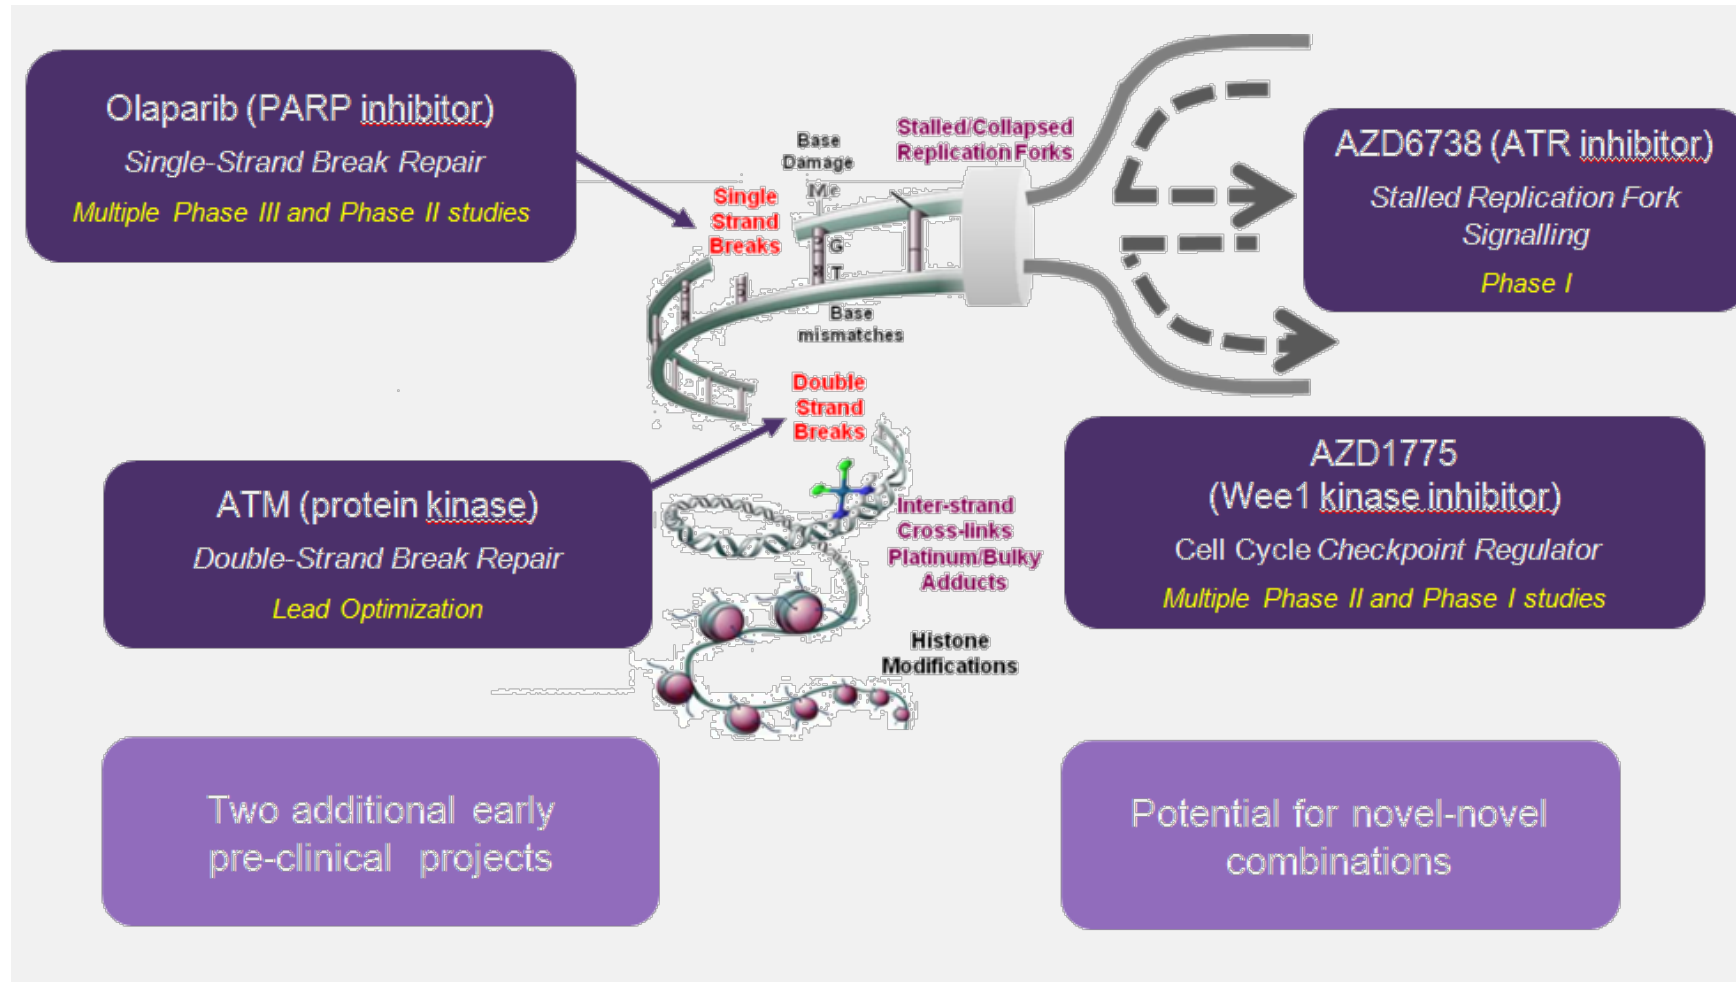 Olaparib (PARP inhibitor)
Single-Strand Break Repair
Multiple Phase III and Phase II studies
Base
Damage
Me
Stalled/Collapsed
Replication Forks
Single
Strand
Breaks
G
T
Base
mismatches
AZD6738 (ATR inhibitor)
Stalled Replication Fork
Signalling
Phase I
Double
Strand
Breaks
ATM (protein kinase)
Double-Strand Break Repair
Lead Optimization
Inter-strand
Cross-links
Platinum/Bulky
Adducts
AZD1775
(Wee1 kinase inhibitor)
Cell Cycle Checkpoint Regulator
Multiple Phase II and Phase I studies
Histone
Modifications
Two additional early
pre-clinical projects
Potential for novel-novel
combinations